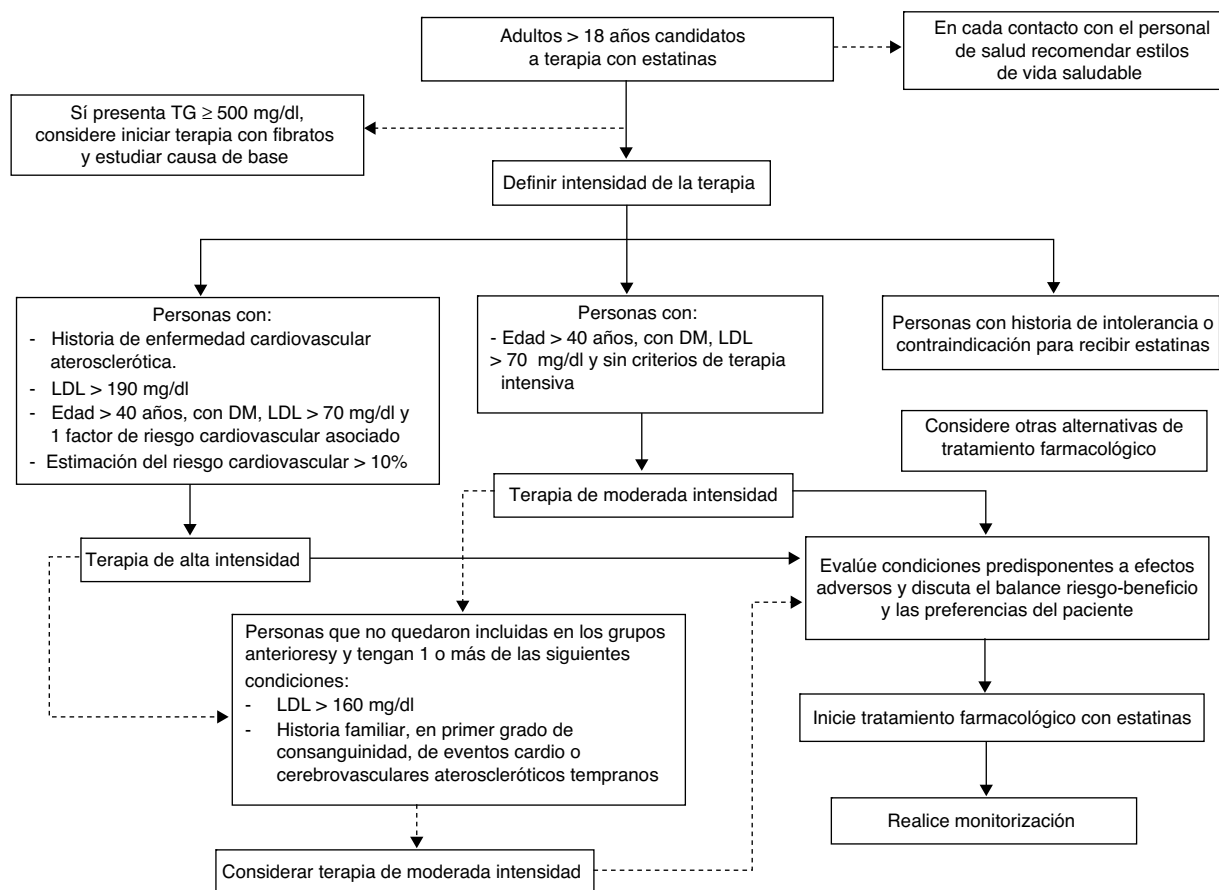 Adultos > 18 años candidatos
a terapia con estatinas
En cada contacto con el personal
de salud recomendar estilos
de vida saludable
Sí presenta TG ≥ 500 mg/dl,
considere iniciar terapia con fibratos
y estudiar causa de base
Definir intensidad de la terapia
Personas con:
- Historia de enfermedad cardiovascular
aterosclerótica.
- LDL > 190 mg/dl
- Edad > 40 años, con DM, LDL > 70 mg/dl y
1 factor de riesgo cardiovascular asociado
- Estimación del riesgo cardiovascular > 10%
Personas con:
- Edad > 40 años, con DM, LDL
> 70 mg/dl y sin criterios de terapia
intensiva
Personas con historia de intolerancia o
contraindicación para recibir estatinas
Considere otras alternativas de
tratamiento farmacológico
Terapia de moderada intensidad
Terapia de alta intensidad
Evalúe condiciones predisponentes a efectos
adversos y discuta el balance riesgo-beneficio
y las preferencias del paciente
Personas que no quedaron incluidas en los grupos
anterioresy y tengan 1 o más de las siguientes
condiciones:
- LDL > 160 mg/dl
- Historia familiar, en primer grado de
consanguinidad, de eventos cardio o
cerebrovasculares ateroscleróticos tempranos
Inicie tratamiento farmacológico con estatinas
Realice monitorización
Considerar terapia de moderada intensidad